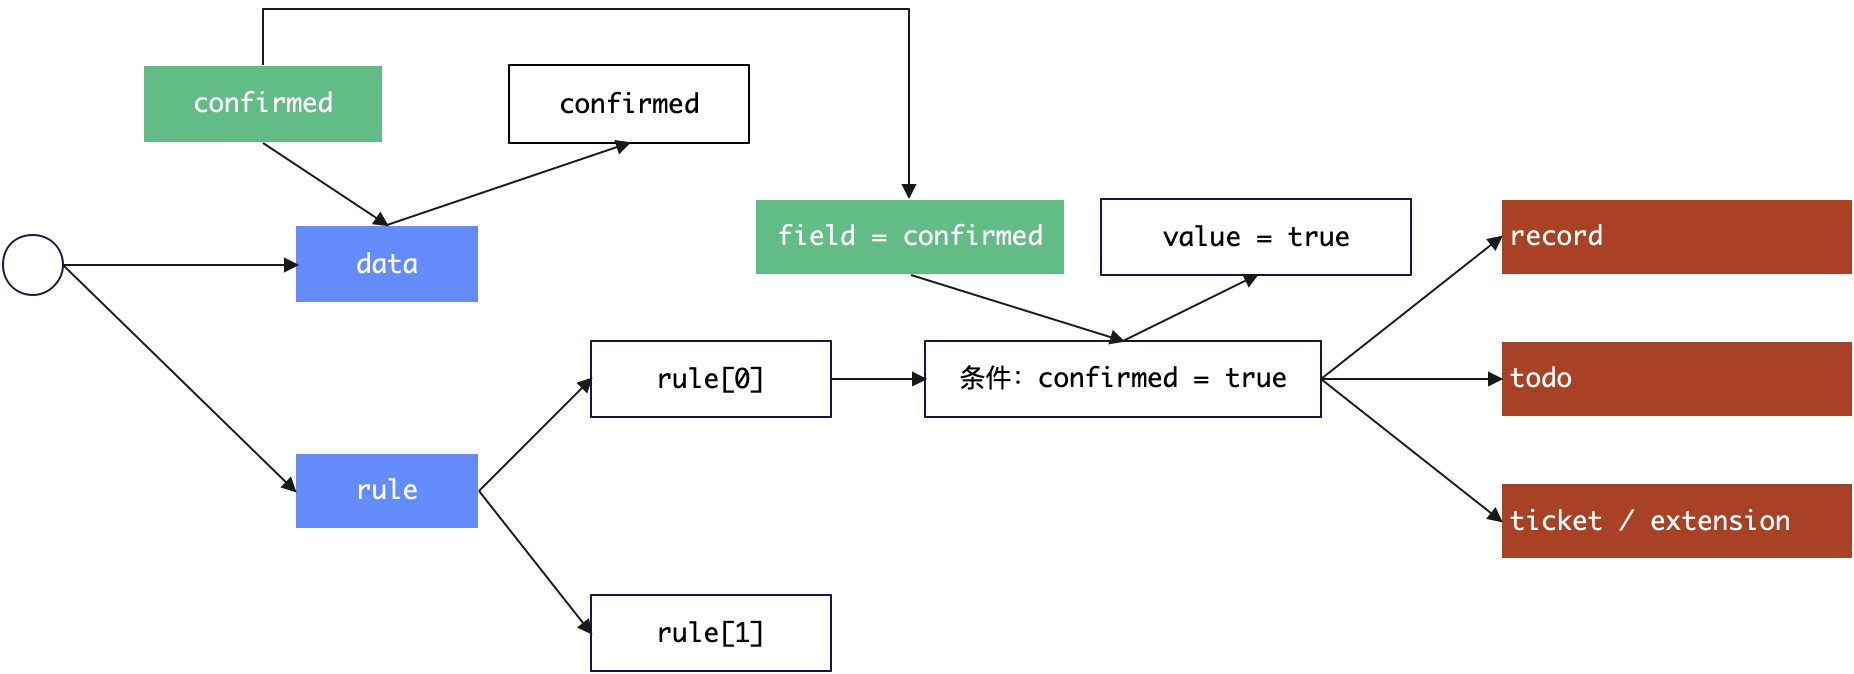 confirmed
confirmed
field = confirmed
value = true
record
data
rule[0]
条件: confirmed = true
todo
rule
ticket / extension
rule[1]